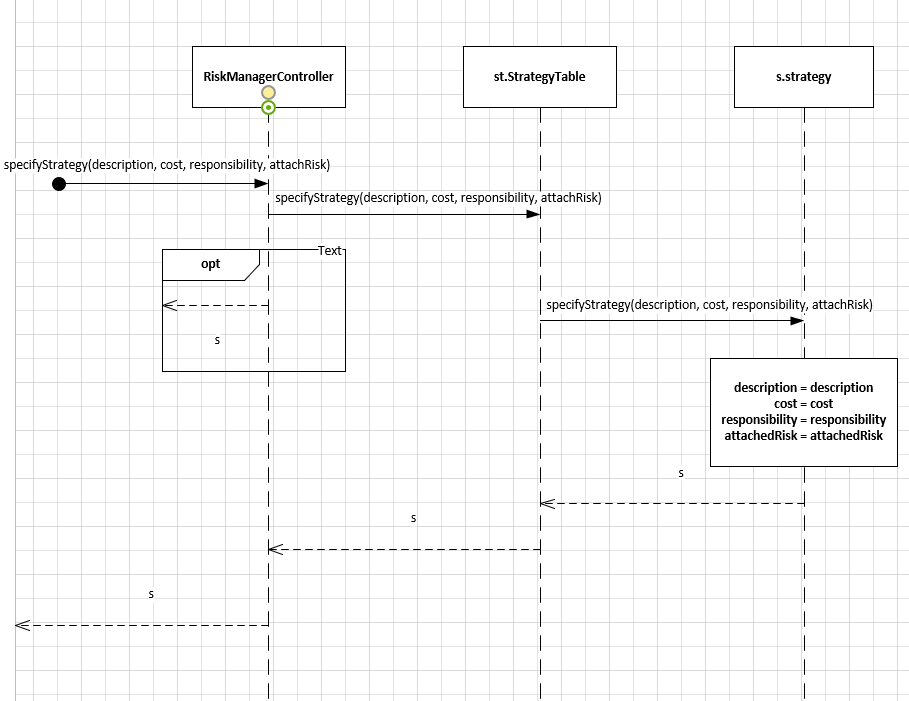 RiskManagerController
st.StrategyTable
s.strategy
specifyStrategy(description, cost, responsibility, attachRisk)
specifyStrategy(description, cost, responsibility, attachRisk)
Text
opt
specifyStrategy(description, cost, responsibility, attachRisk)
s
description = description
cost = cost
responsibility = responsibility
attachedRisk = attachedRisk
s
s
s